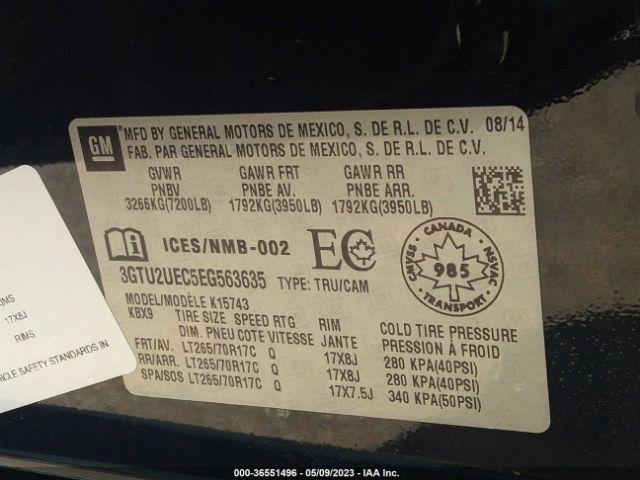 GM
MFD BY GENERAL MOTORS DE MEXICO, S. DE R.L. DE C.V. 08/14
FAB. PAR GENERAL MOTORS DE MEXICO, S. DE R.L. DE C.V.
GVWR GAWR FRT GAWR RR
PNBV PNBE AV. PNBE ARR.
3266KG(7200LB) 1792KG(3950LB) 1792KG(3950LB)
ICES/NMB-002 EC
CANADA
CMVSS NSVAC
985
TRANSPORT
3GTU2UEC5EG563635 TYPE: TRU/CAM
MODEL/MODÈLE K15743
KBX9 TIRE SIZE SPEED RTG RIM COLD TIRE PRESSURE
DIM. PNEU COTE VITESSE JANTE PRESSION À FROID
FRT/AV. LT265/70R17C Q 17X8J 280 KPA(40PSI)
RR/ARR. LT265/70R17C Q 17X8J 280 KPA(40PSI)
SPA/SOS LT265/70R17C Q 17X7.5J 340 KPA(50PSI)
RIMS
17X8J
RIMS
VEHICLE SAFETY STANDARDS IN
000-36551496 - 05/09/2023 - IAA Inc.